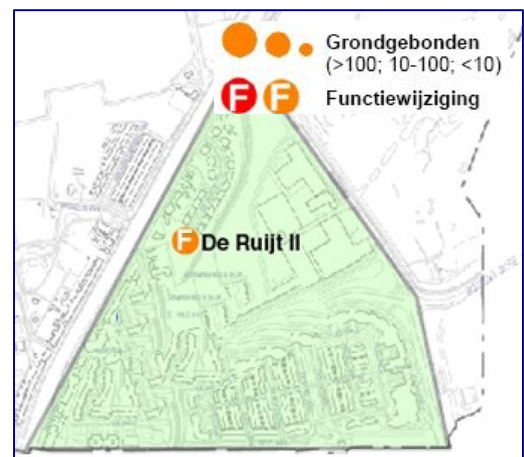 Grondgebonden
(>100; 10-100; <10)
F F Functiewijziging
F De Ruijt II